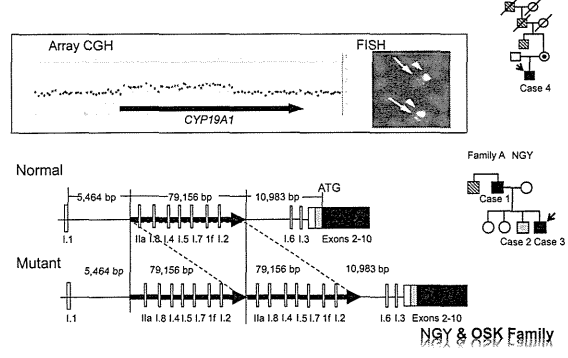 Array CGH
FISH
CYP19A1
Case 4
Normal
5,464 bp
79,156 bp
10,983 bp
ATG
I.1
IIa I.8 I.4 I.5 I.7 1f I.2
I.6 I.3
Exons 2-10
Family A NGY
Case 1
Case 2 Case 3
Mutant
5,464 bp
79,156 bp
79,156 bp
10,983 bp
I.1
IIa I.8 I.4 I.5 I.7 1f I.2
IIa I.8 I.4 I.5 I.7 1f I.2
I.6 I.3 Exons 2-10
NGY & OSK Family